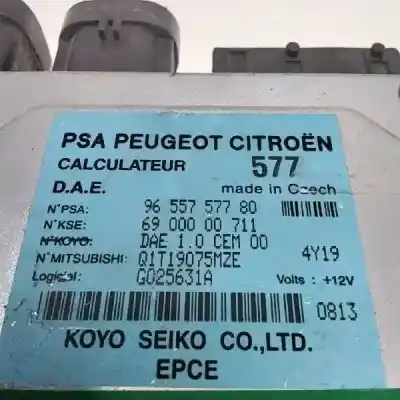 PSA PEUGEOT CITROËN
CALCULATEUR 577
D.A.E. made in Czech
N°PSA: 96 557 577 80
N°KSE: 69 000 00 711
N°KOYO: DAE 1.0 CEM 00
N°MITSUBISHI: Q1T19075MZE 4Y19
Logiciel: G025631A Volts : +12V
0813
KOYO SEIKO CO.,LTD.
EPCE